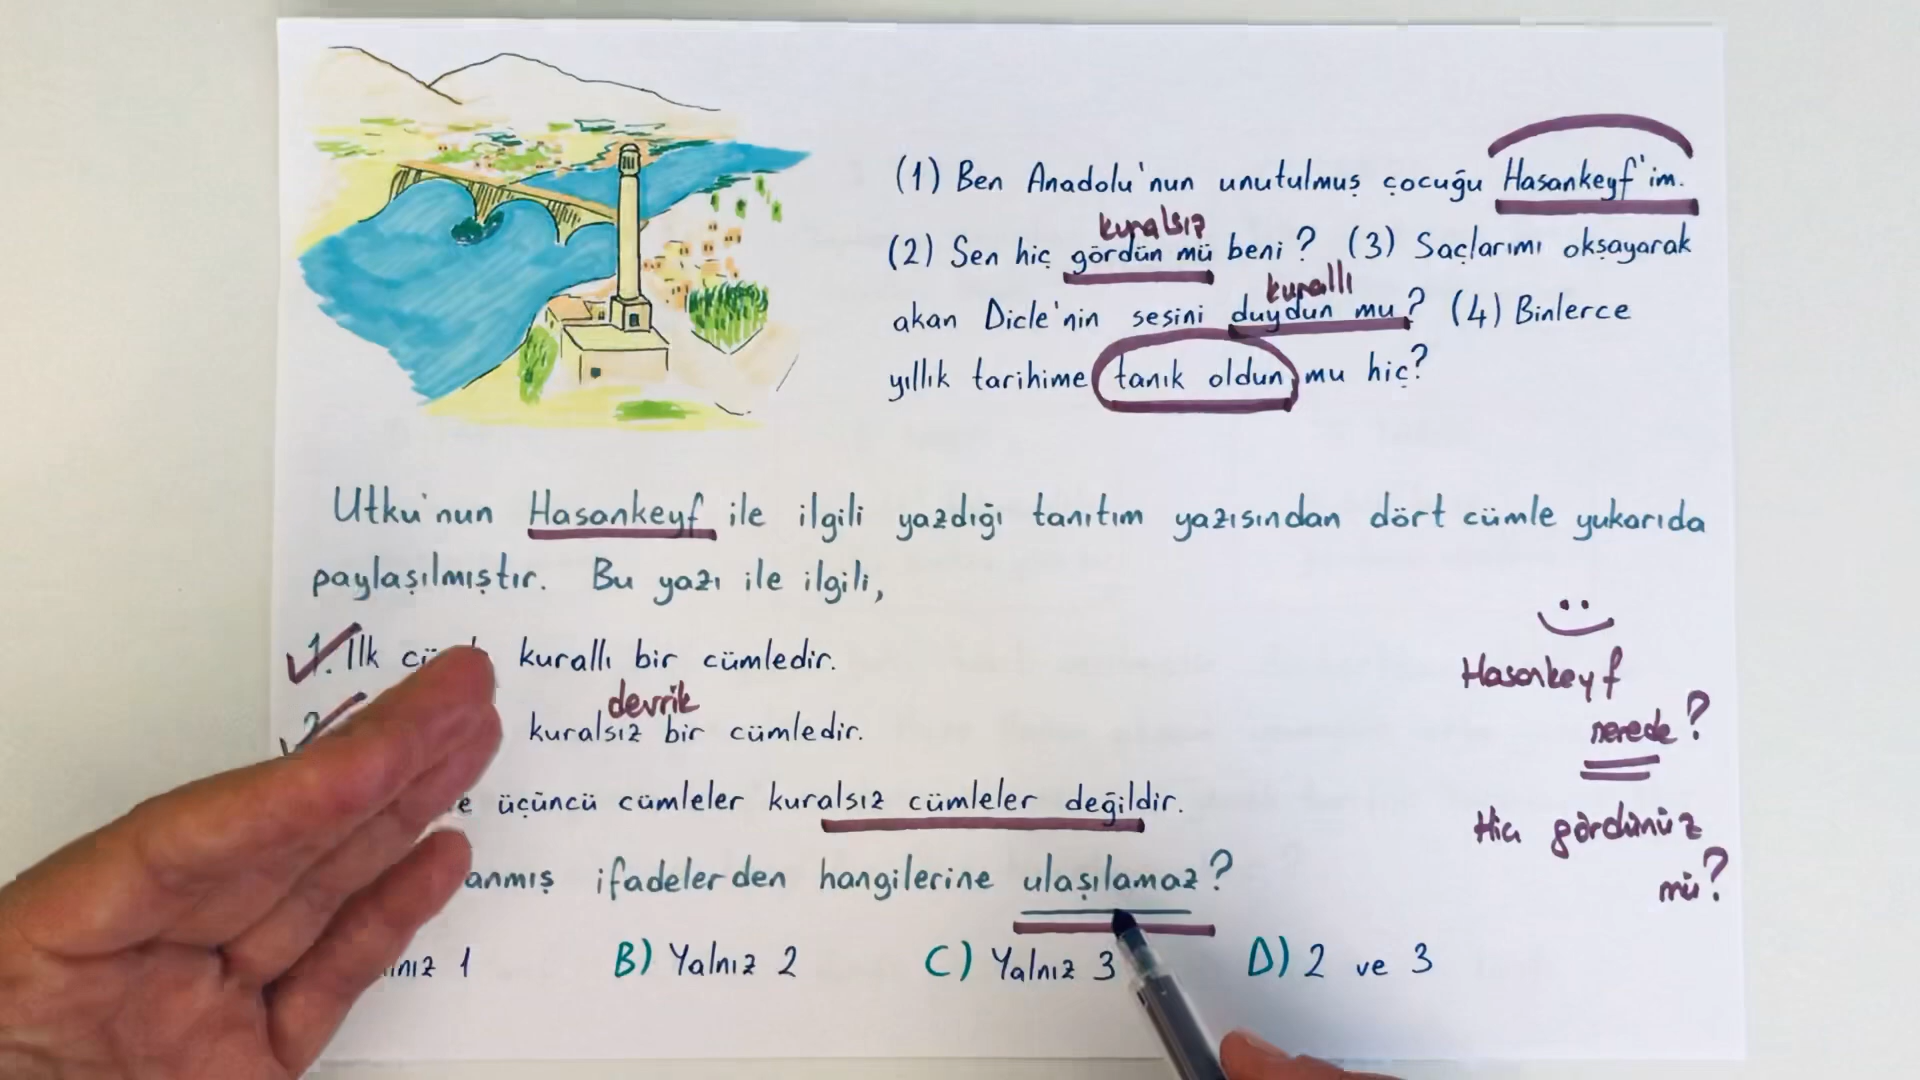 (1) Ben Anadolu'nun unutulmuş çocuğu Hasankeyf'im.
kuralsız
(2) Sen hiç gördün mü beni? (3) Saçlarımı okşayarak
kurallı
akan Dicle'nin sesini duydun mu? (4) Binlerce
yıllık tarihime tanık oldun mu hiç?
Utku'nun Hasankeyf ile ilgili yazdığı tanıtım yazısından dört cümle yukarıda
paylaşılmıştır. Bu yazı ile ilgili,
1. İlk kurallı bir cümledir.
devrik
2. kuralsız bir cümledir.
üçüncü cümleler kuralsız cümleler değildir.
ifadelerden hangilerine ulaşılamaz?
1 B) Yalnız 2 C) Yalnız 3 D) 2 ve 3
Hasankeyf
nerede?
Hiç gördünüz
mü?